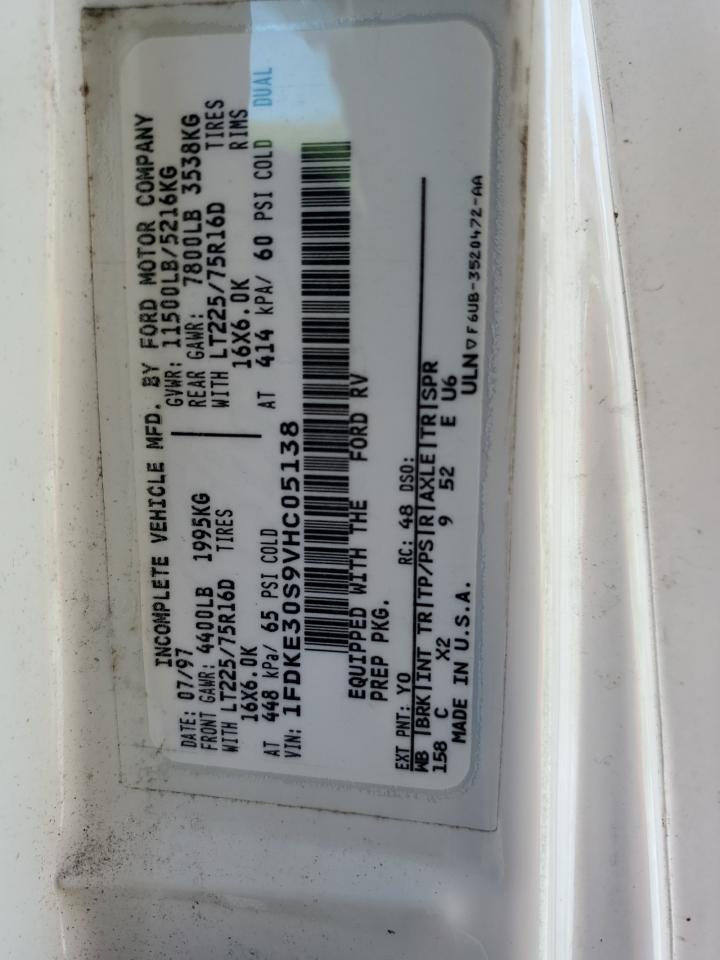 INCOMPLETE VEHICLE MFD. BY FORD MOTOR COMPANY
DATE: 07/97 GVWR: 11500LB/5216KG
FRONT GAWR: 4400LB 1995KG REAR GAWR: 7800LB 3538KG
WITH LT225/75R16D TIRES WITH LT225/75R16D TIRES
16X6.0K 16X6.0K RIMS
AT 448 kPa/ 65 PSI COLD AT 414 kPA/ 60 PSI COLD DUAL
VIN: 1FDKE30S9VHC05138
EQUIPPED WITH THE FORD RV
PREP PKG.
EXT PNT: YO RC: 48 DSO:
WB |BRK|INT TR|TP/PS|R|AXLE|TR|SPR
158 C X2 9 52 E U6
MADE IN U.S.A. ULN▽F6UB-3520472-AA